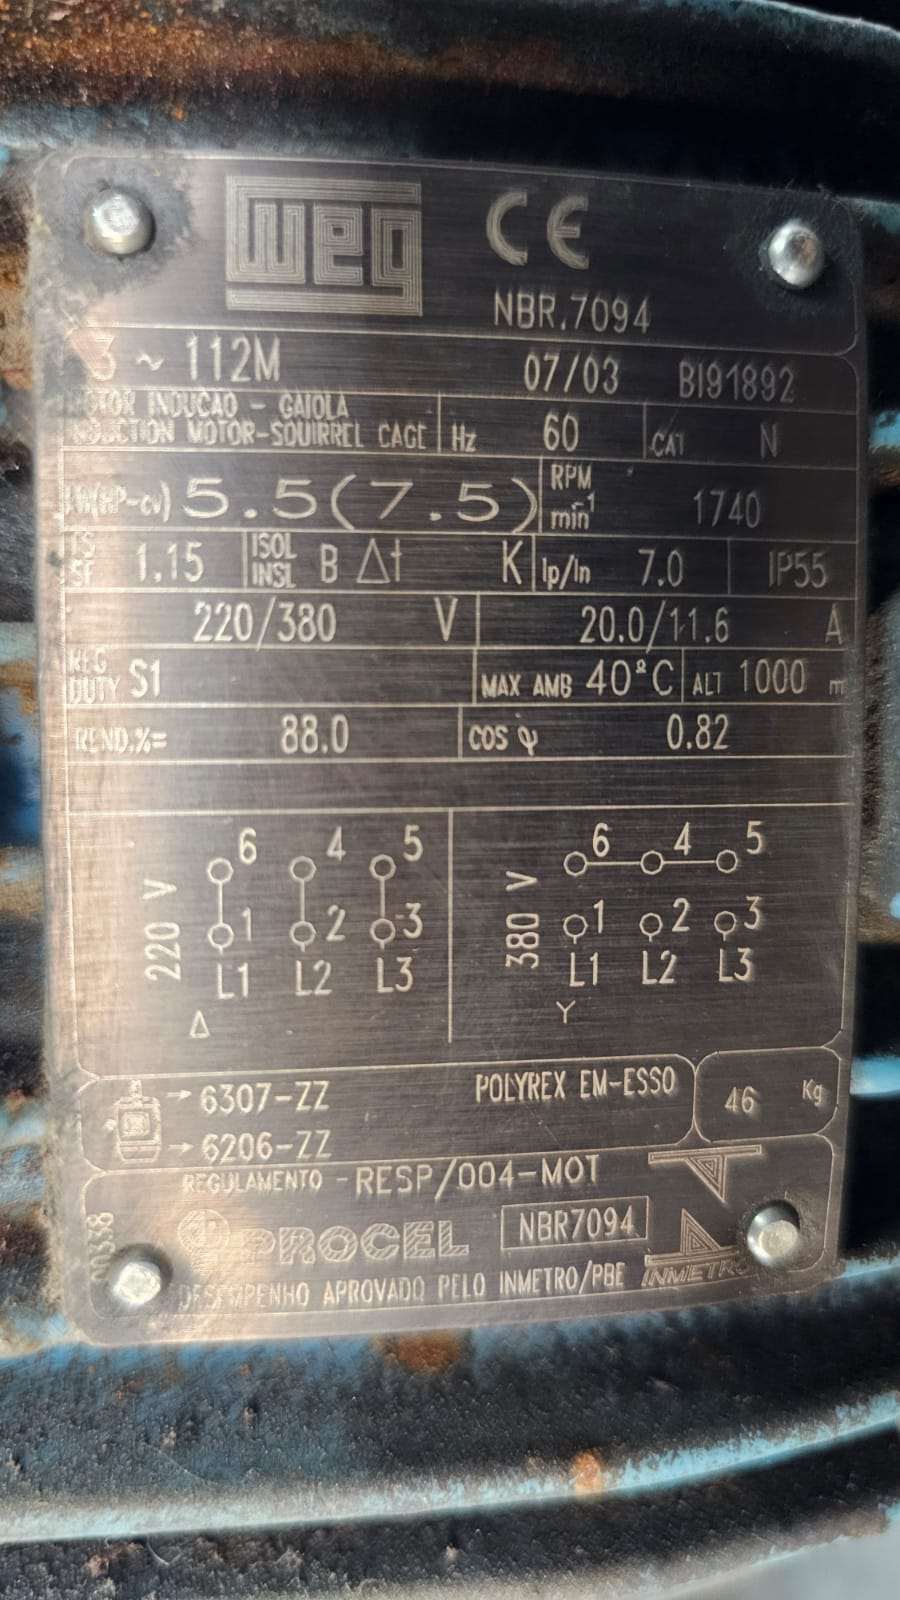 WEG CE
NBR.7094
3 ~ 112M 07/03 BI91892
MOTOR INDUCAO - GAIOLA
INDUCTION MOTOR-SQUIRREL CAGE Hz 60 CAT N
kW(HP-cv) 5.5(7.5) RPM min-1 1740
FS SF 1.15 ISOL INSL B Δt K Ip/In 7.0 IP55
220/380 V 20.0/11.6 A
REG DUTY S1 MAX AMB 40°C ALT 1000 m
REND.%= 88.0 COS φ 0.82
6 4 5
220 V 1 2 3
L1 L2 L3
Δ
6 4 5
380 V 1 2 3
L1 L2 L3
Y
6307-ZZ POLYREX EM-ESSO 46 Kg
6206-ZZ
REGULAMENTO - RESP/004-MOT
PROCEL NBR7094
DESEMPENHO APROVADO PELO INMETRO/PBE INMETRO